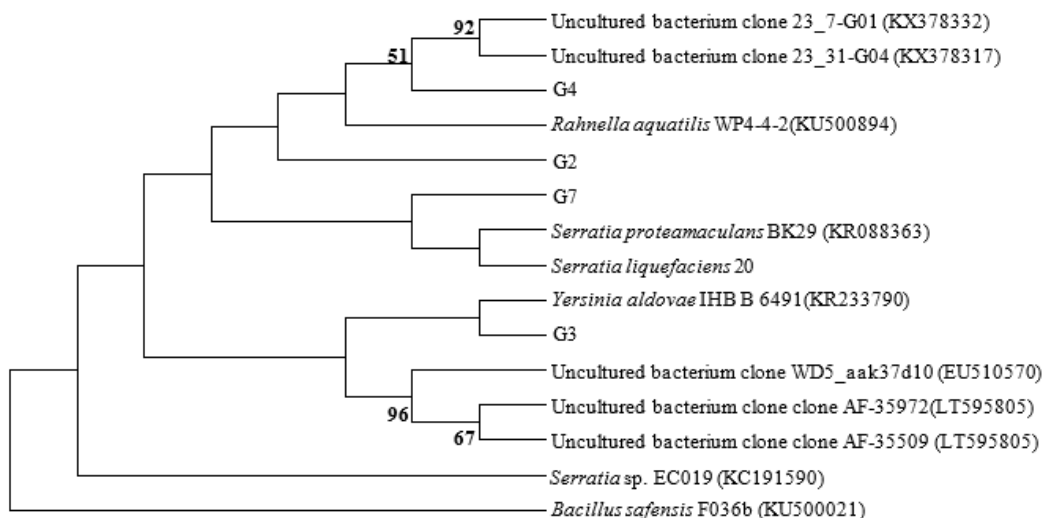 92
Uncultured bacterium clone 23_7-G01 (KX378332)
51
Uncultured bacterium clone 23_31-G04 (KX378317)
G4
Rahnella aquatilis WP4-4-2(KU500894)
G2
G7
Serratia proteamaculans BK29 (KR088363)
Serratia liquefaciens 20
Yersinia aldovae IHB B 6491(KR233790)
G3
Uncultured bacterium clone WD5_aak37d10 (EU510570)
96
Uncultured bacterium clone clone AF-35972(LT595805)
67
Uncultured bacterium clone clone AF-35509 (LT595805)
Serratia sp. EC019 (KC191590)
Bacillus safensis F036b (KU500021)